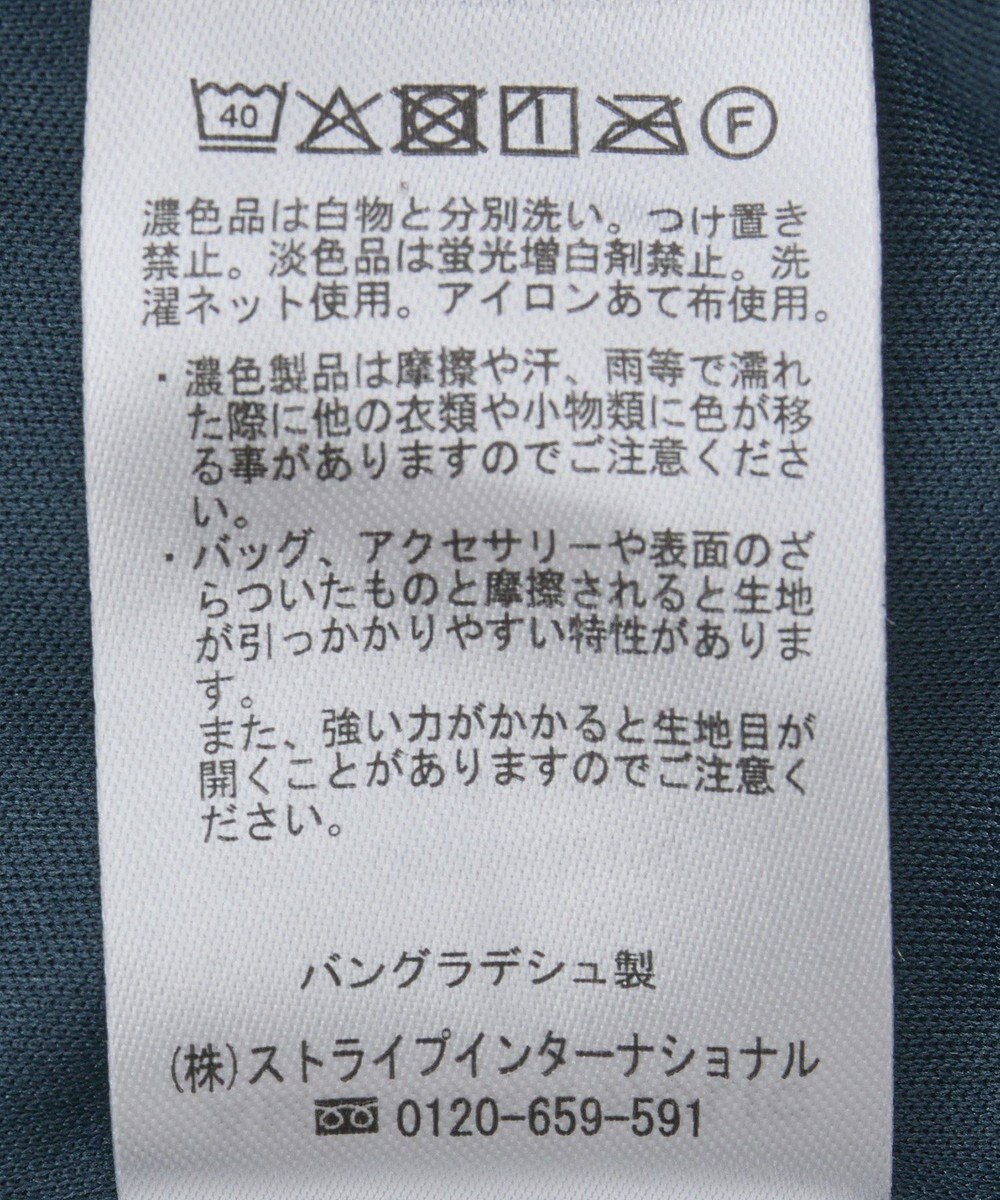 40 1 F
濃色品は白物と分別洗い。つけ置き
禁止。淡色品は蛍光増白剤禁止。洗
濯ネット使用。アイロンあて布使用。
・濃色製品は摩擦や汗、雨等で濡れ
た際に他の衣類や小物類に色が移
る事がありますのでご注意くださ
い。
・バッグ、アクセサリーや表面のざ
らついたものと摩擦されると生地
が引っかかりやすい特性がありま
す。
また、強い力がかかると生地目が
開くことがありますのでご注意く
ださい。
バングラデシュ製
(株)ストライプインターナショナル
0120-659-591